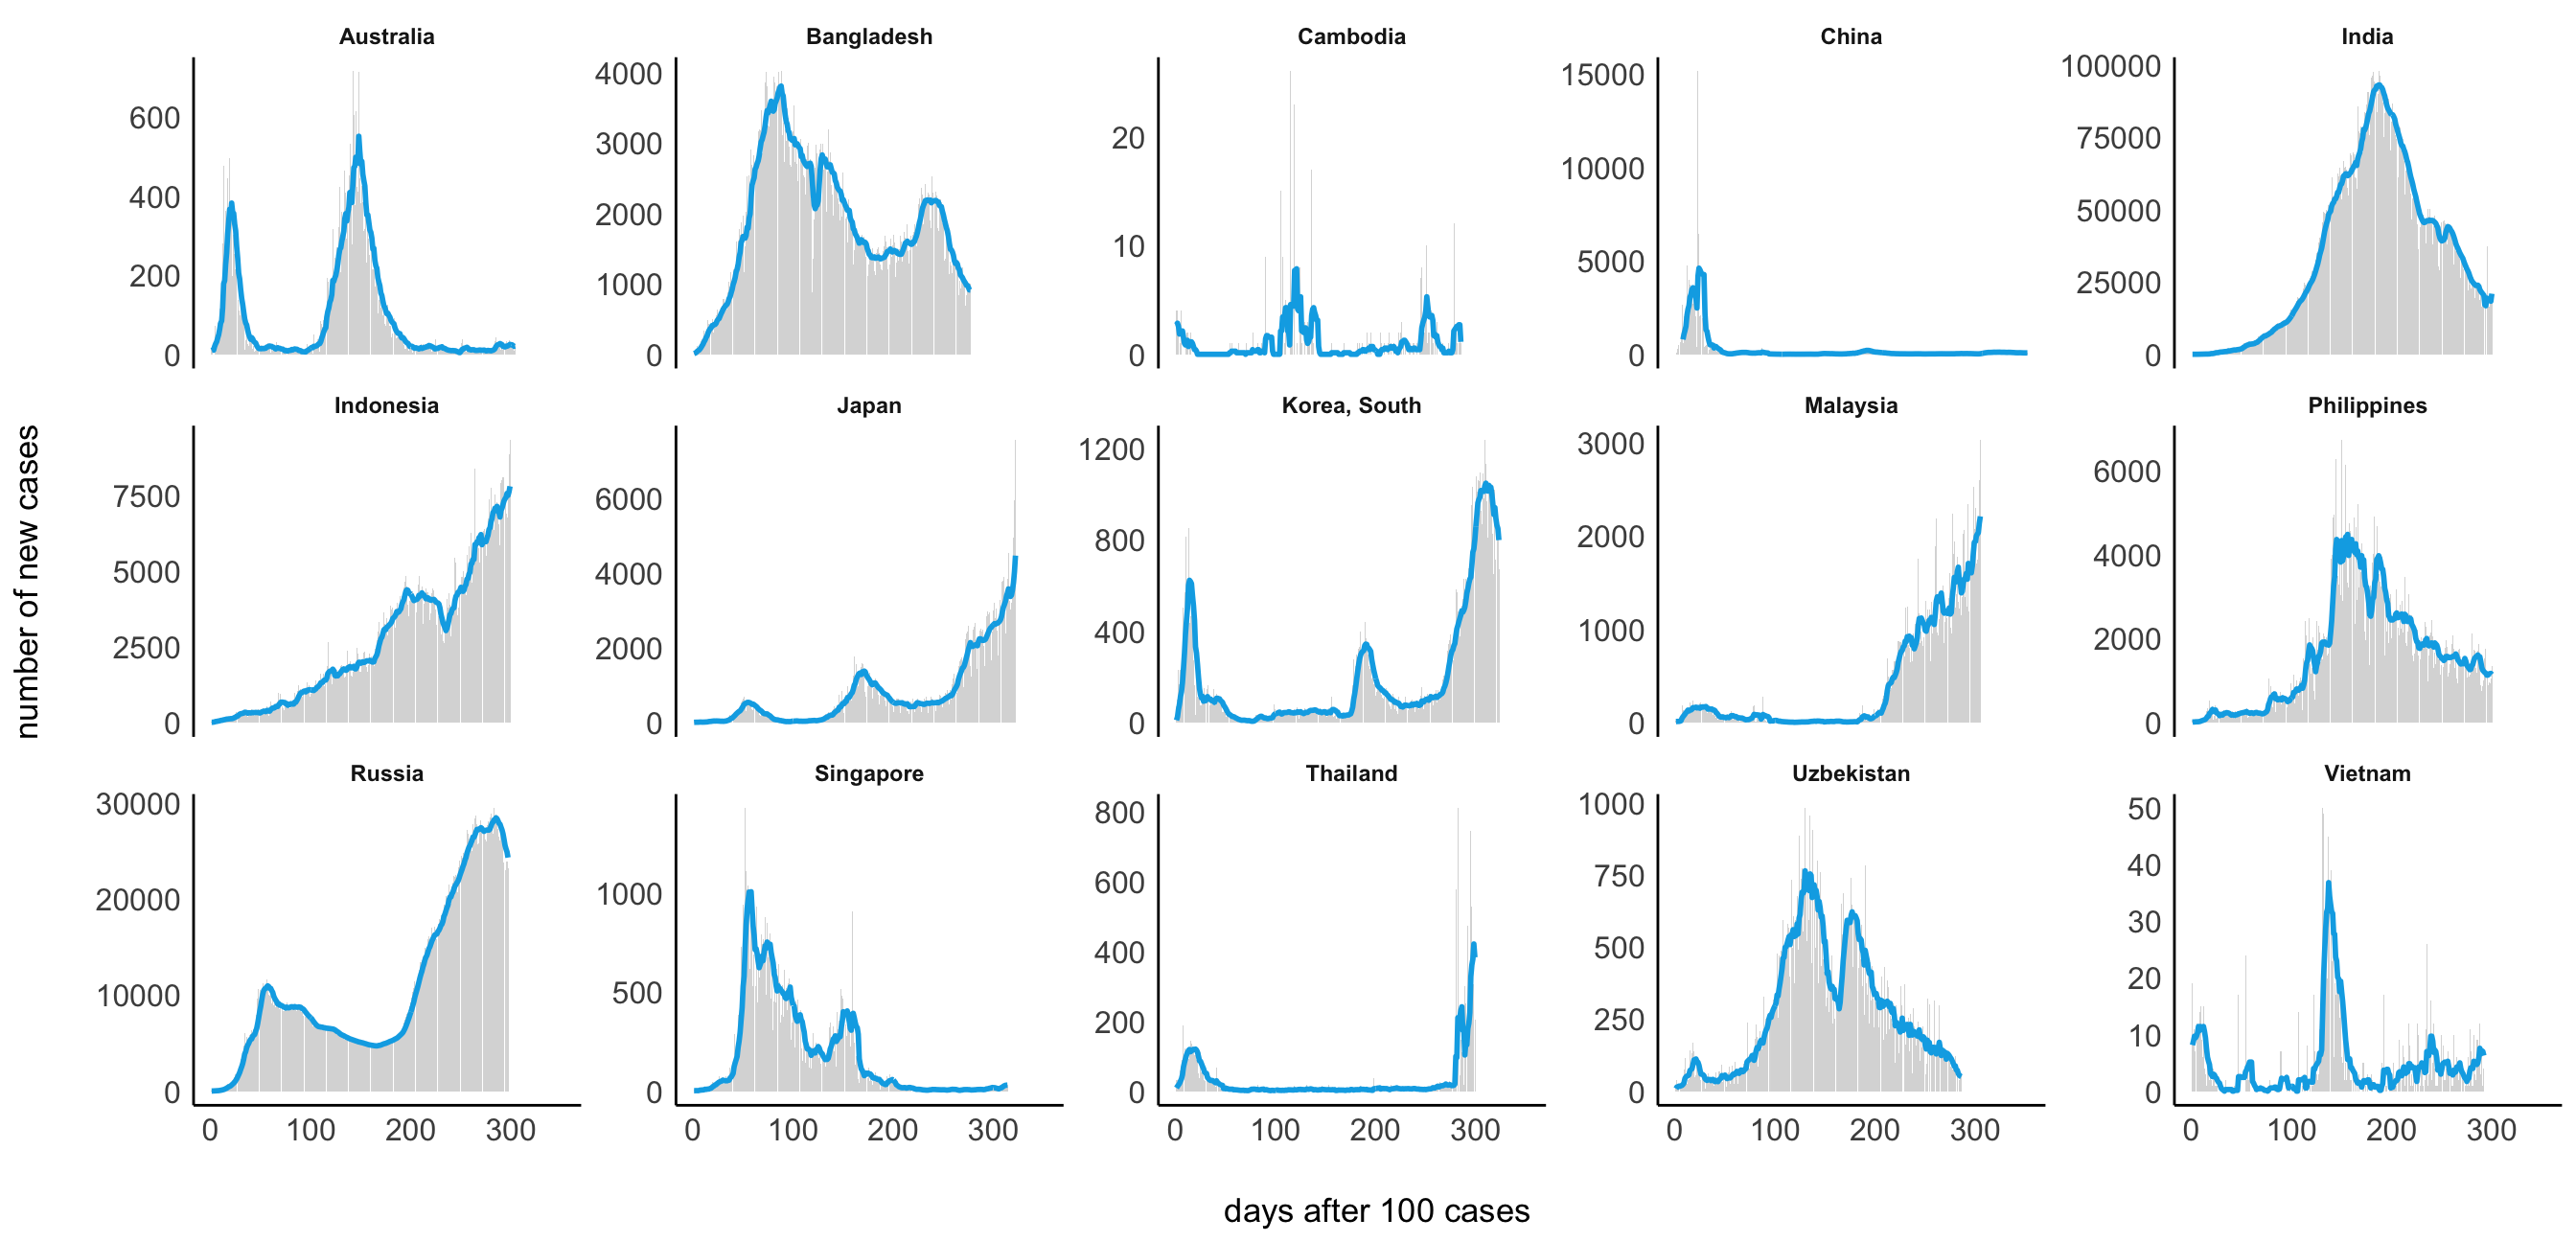 Australia
Bangladesh
Cambodia
China
India
600
400
200
0
4000
3000
2000
1000
0
20
10
0
15000
10000
5000
0
100000
75000
50000
25000
0
Indonesia
Japan
Korea, South
Malaysia
Philippines
7500
5000
2500
0
6000
4000
2000
0
1200
800
400
0
3000
2000
1000
0
6000
4000
2000
0
Russia
Singapore
Thailand
Uzbekistan
Vietnam
30000
20000
10000
0
1000
500
0
800
600
400
200
0
1000
750
500
250
0
50
40
30
20
10
0
0 100 200 300
0 100 200 300
0 100 200 300
0 100 200 300
0 100 200 300
number of new cases
days after 100 cases